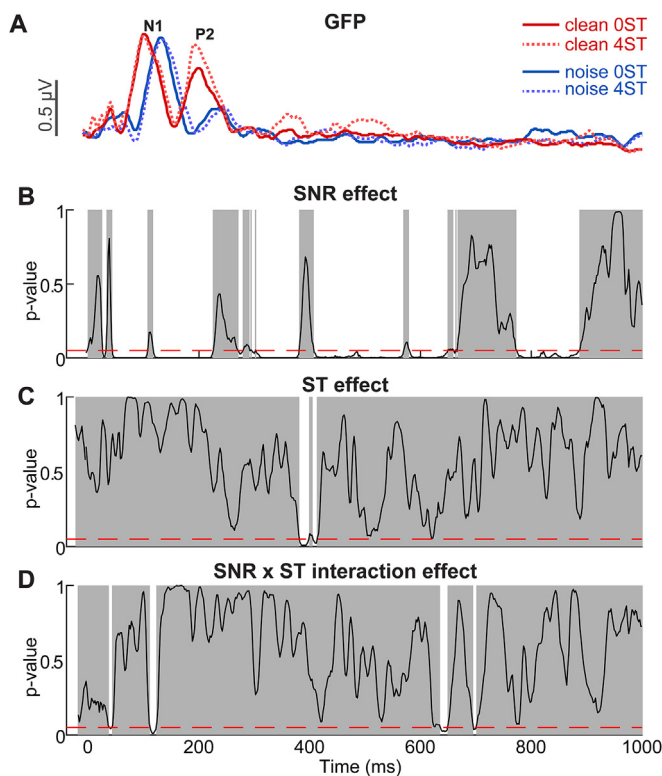 A
GFP
N1
P2
clean 0ST
clean 4ST
noise 0ST
noise 4ST
0.5 µV
B
SNR effect
1
0.5
0
p-value
C
ST effect
1
0.5
0
p-value
D
SNR x ST interaction effect
1
0.5
0
p-value
0 200 400 600 800 1000
Time (ms)